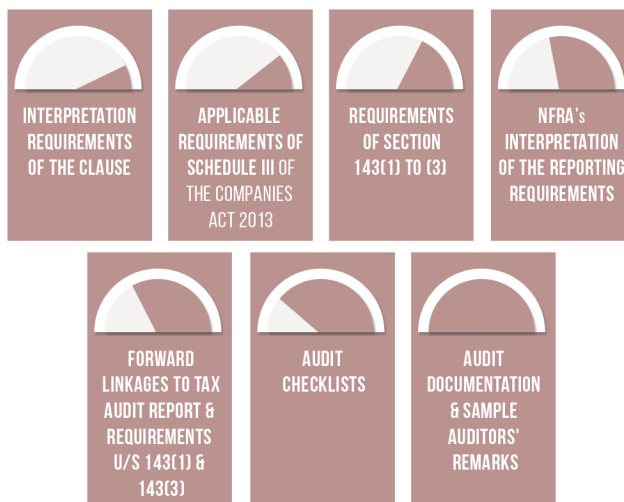 INTERPRETATION
REQUIREMENTS
OF THE CLAUSE
APPLICABLE
REQUIREMENTS OF
SCHEDULE III OF
THE COMPANIES
ACT 2013
REQUIREMENTS
OF SECTION
143(1) TO (3)
NFRA's
INTERPRETATION
OF THE REPORTING
REQUIREMENTS
FORWARD
LINKAGES TO TAX
AUDIT REPORT &
REQUIREMENTS
U/S 143(1) &
143(3)
AUDIT
CHECKLISTS
AUDIT
DOCUMENTATION
& SAMPLE
AUDITORS'
REMARKS